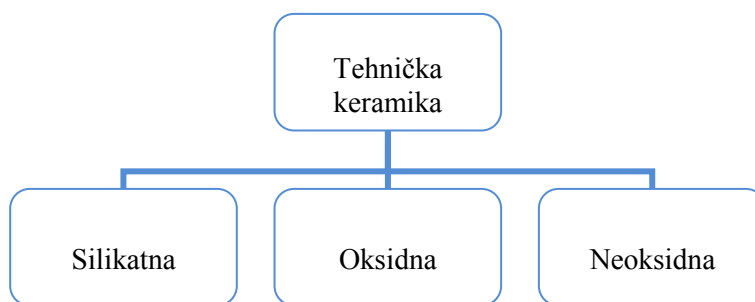 Tehnička
keramika
Silikatna
Oksidna
Neoksidna